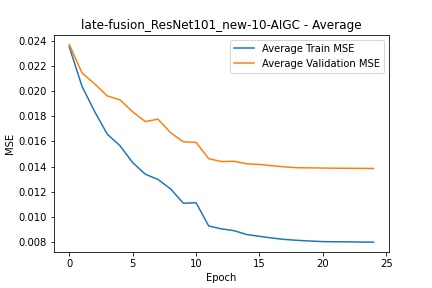 late-fusion_ResNet101_new-10-AIGC - Average
Average Train MSE
Average Validation MSE
MSE
0.024
0.022
0.020
0.018
0.016
0.014
0.012
0.010
0.008
0 5 10 15 20 25
Epoch